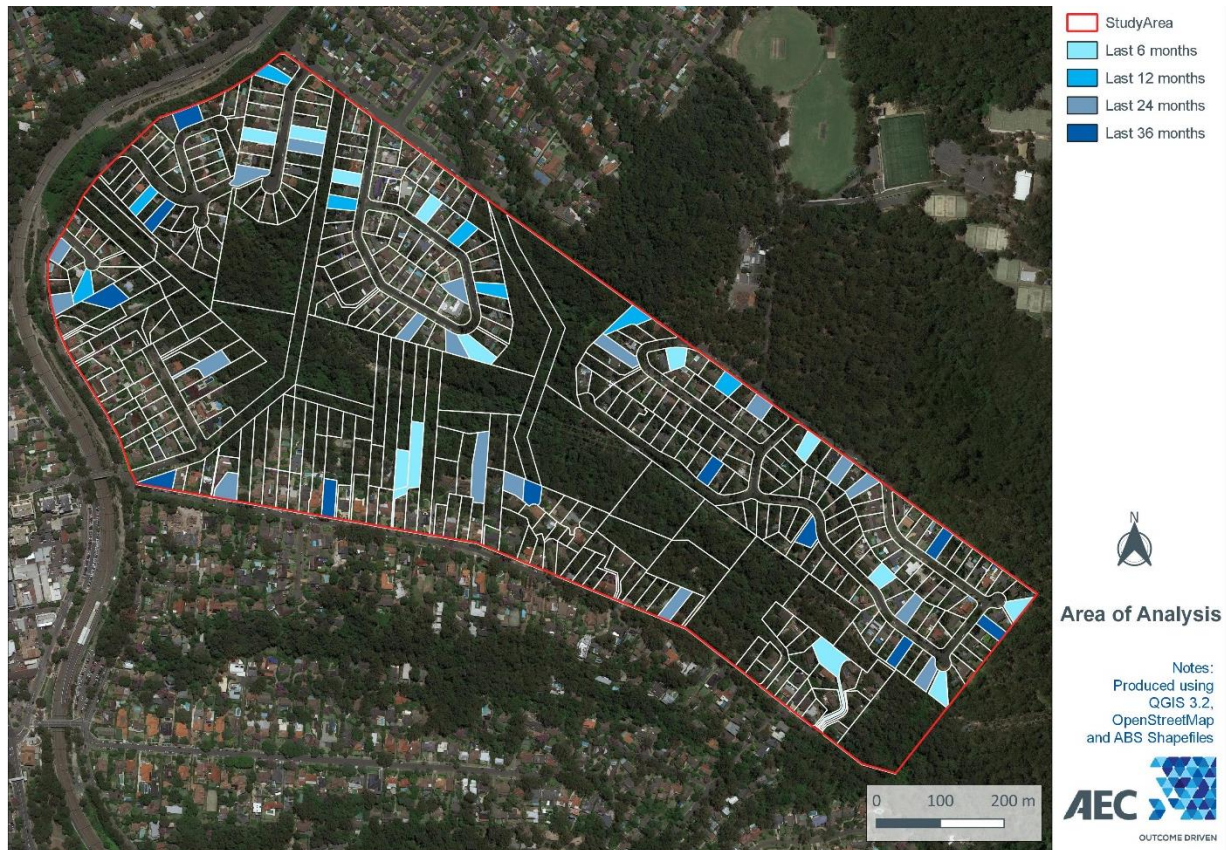 StudyArea
Last 6 months
Last 12 months
Last 24 months
Last 36 months
N
Area of Analysis
Notes:
Produced using
QGIS 3.2,
OpenStreetMap
and ABS Shapefiles
0 100 200 m
AEC
OUTCOME DRIVEN